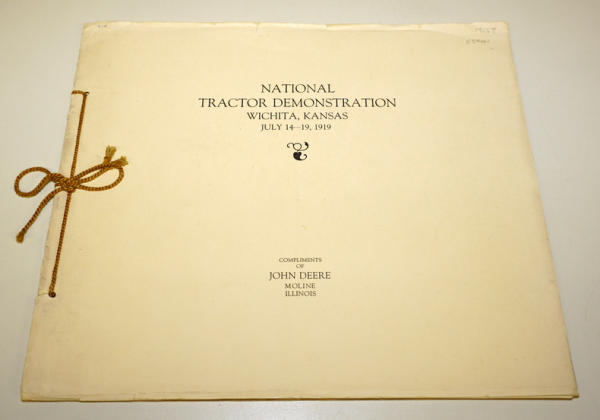 NATIONAL
TRACTOR DEMONSTRATION
WICHITA, KANSAS
JULY 14-19, 1919
COMPLIMENTS
OF
JOHN DEERE
MOLINE
ILLINOIS